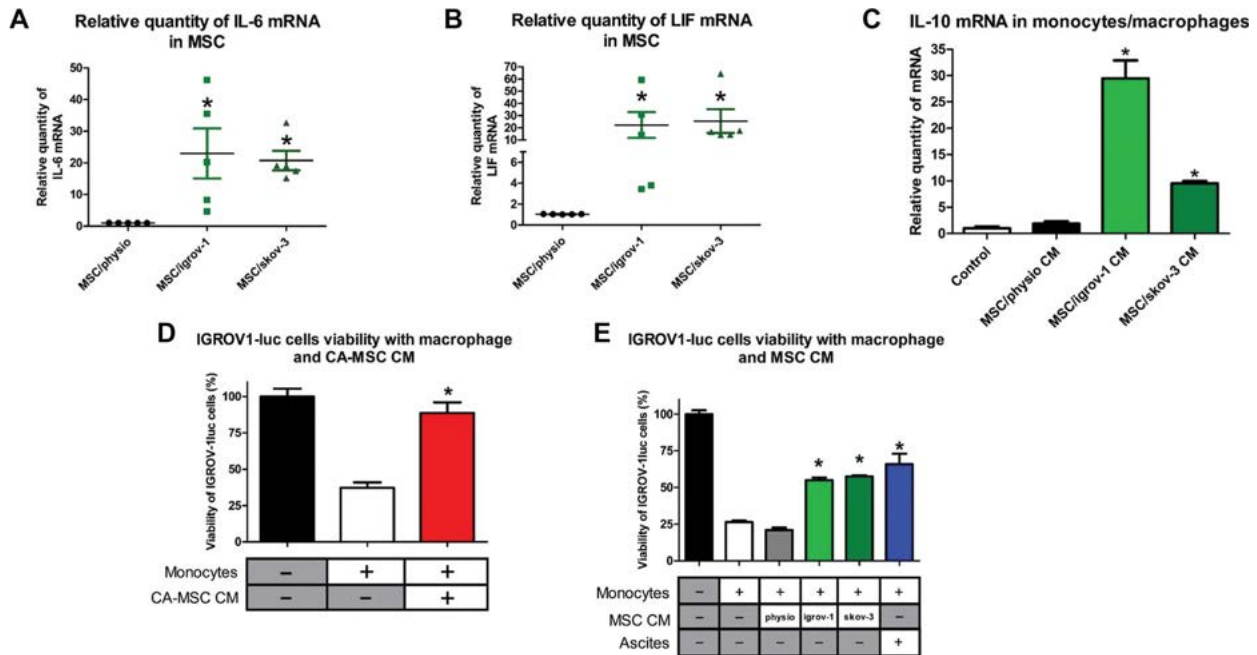 A
Relative quantity of IL-6 mRNA
in MSC
Relative quantity of
IL-6 mRNA
50
40
30
20
10
0
*
*
MSC/physio
MSC/igrov-1
MSC/skov-3
B
Relative quantity of LIF mRNA
in MSC
Relative quantity of
LIF mRNA
70
60
50
40
30
20
10
6
4
2
0
*
*
MSC/physio
MSC/igrov-1
MSC/skov-3
C
IL-10 mRNA in monocytes/macrophages
Relative quantity of mRNA
35
30
25
20
15
10
5
0
*
*
Control
MSC/physio CM
MSC/igrov-1 CM
MSC/skov-3 CM
D
IGROV1-luc cells viability with macrophage
and CA-MSC CM
Viability of IGROV-1luc cells (%)
100
75
50
25
0
*
Monocytes – + +
CA-MSC CM – – +
E
IGROV1-luc cells viability with macrophage
and MSC CM
Viability of IGROV-1luc cells (%)
100
75
50
25
0
*
*
*
Monocytes – + + + + +
MSC CM – – physio igrov-1 skov-3 –
Ascites – – – – – +